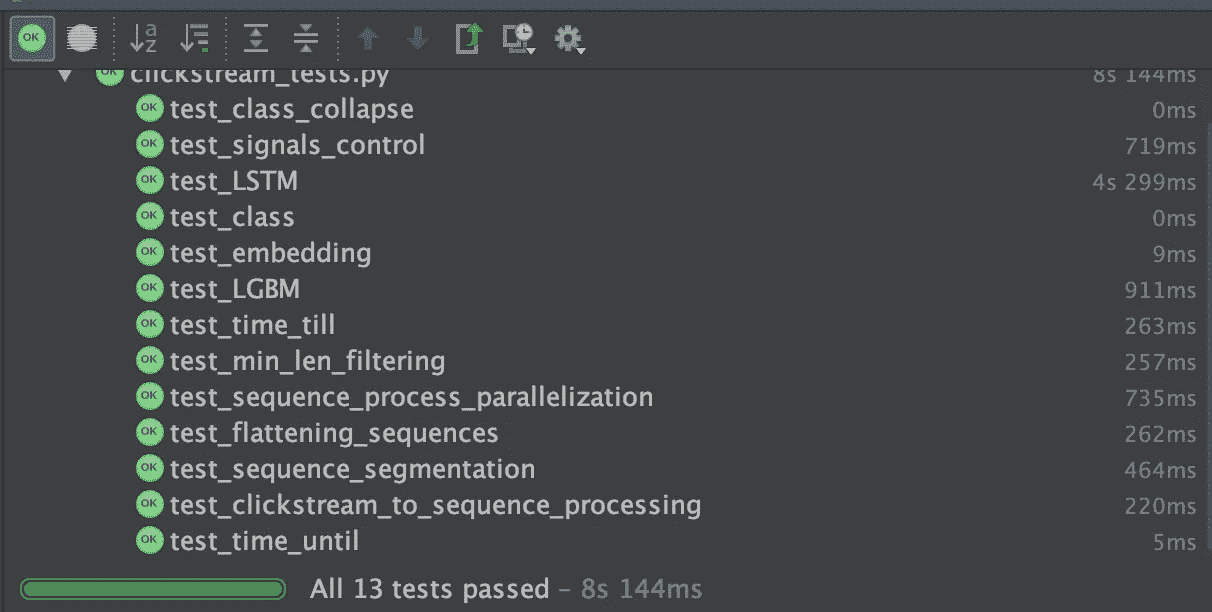 OK
a
z
OK clickstream_tests.py 8s 144ms
OK test_class_collapse 0ms
OK test_signals_control 719ms
OK test_LSTM 4s 299ms
OK test_class 0ms
OK test_embedding 9ms
OK test_LGBM 911ms
OK test_time_till 263ms
OK test_min_len_filtering 257ms
OK test_sequence_process_parallelization 735ms
OK test_flattening_sequences 262ms
OK test_sequence_segmentation 464ms
OK test_clickstream_to_sequence_processing 220ms
OK test_time_until 5ms
All 13 tests passed – 8s 144ms